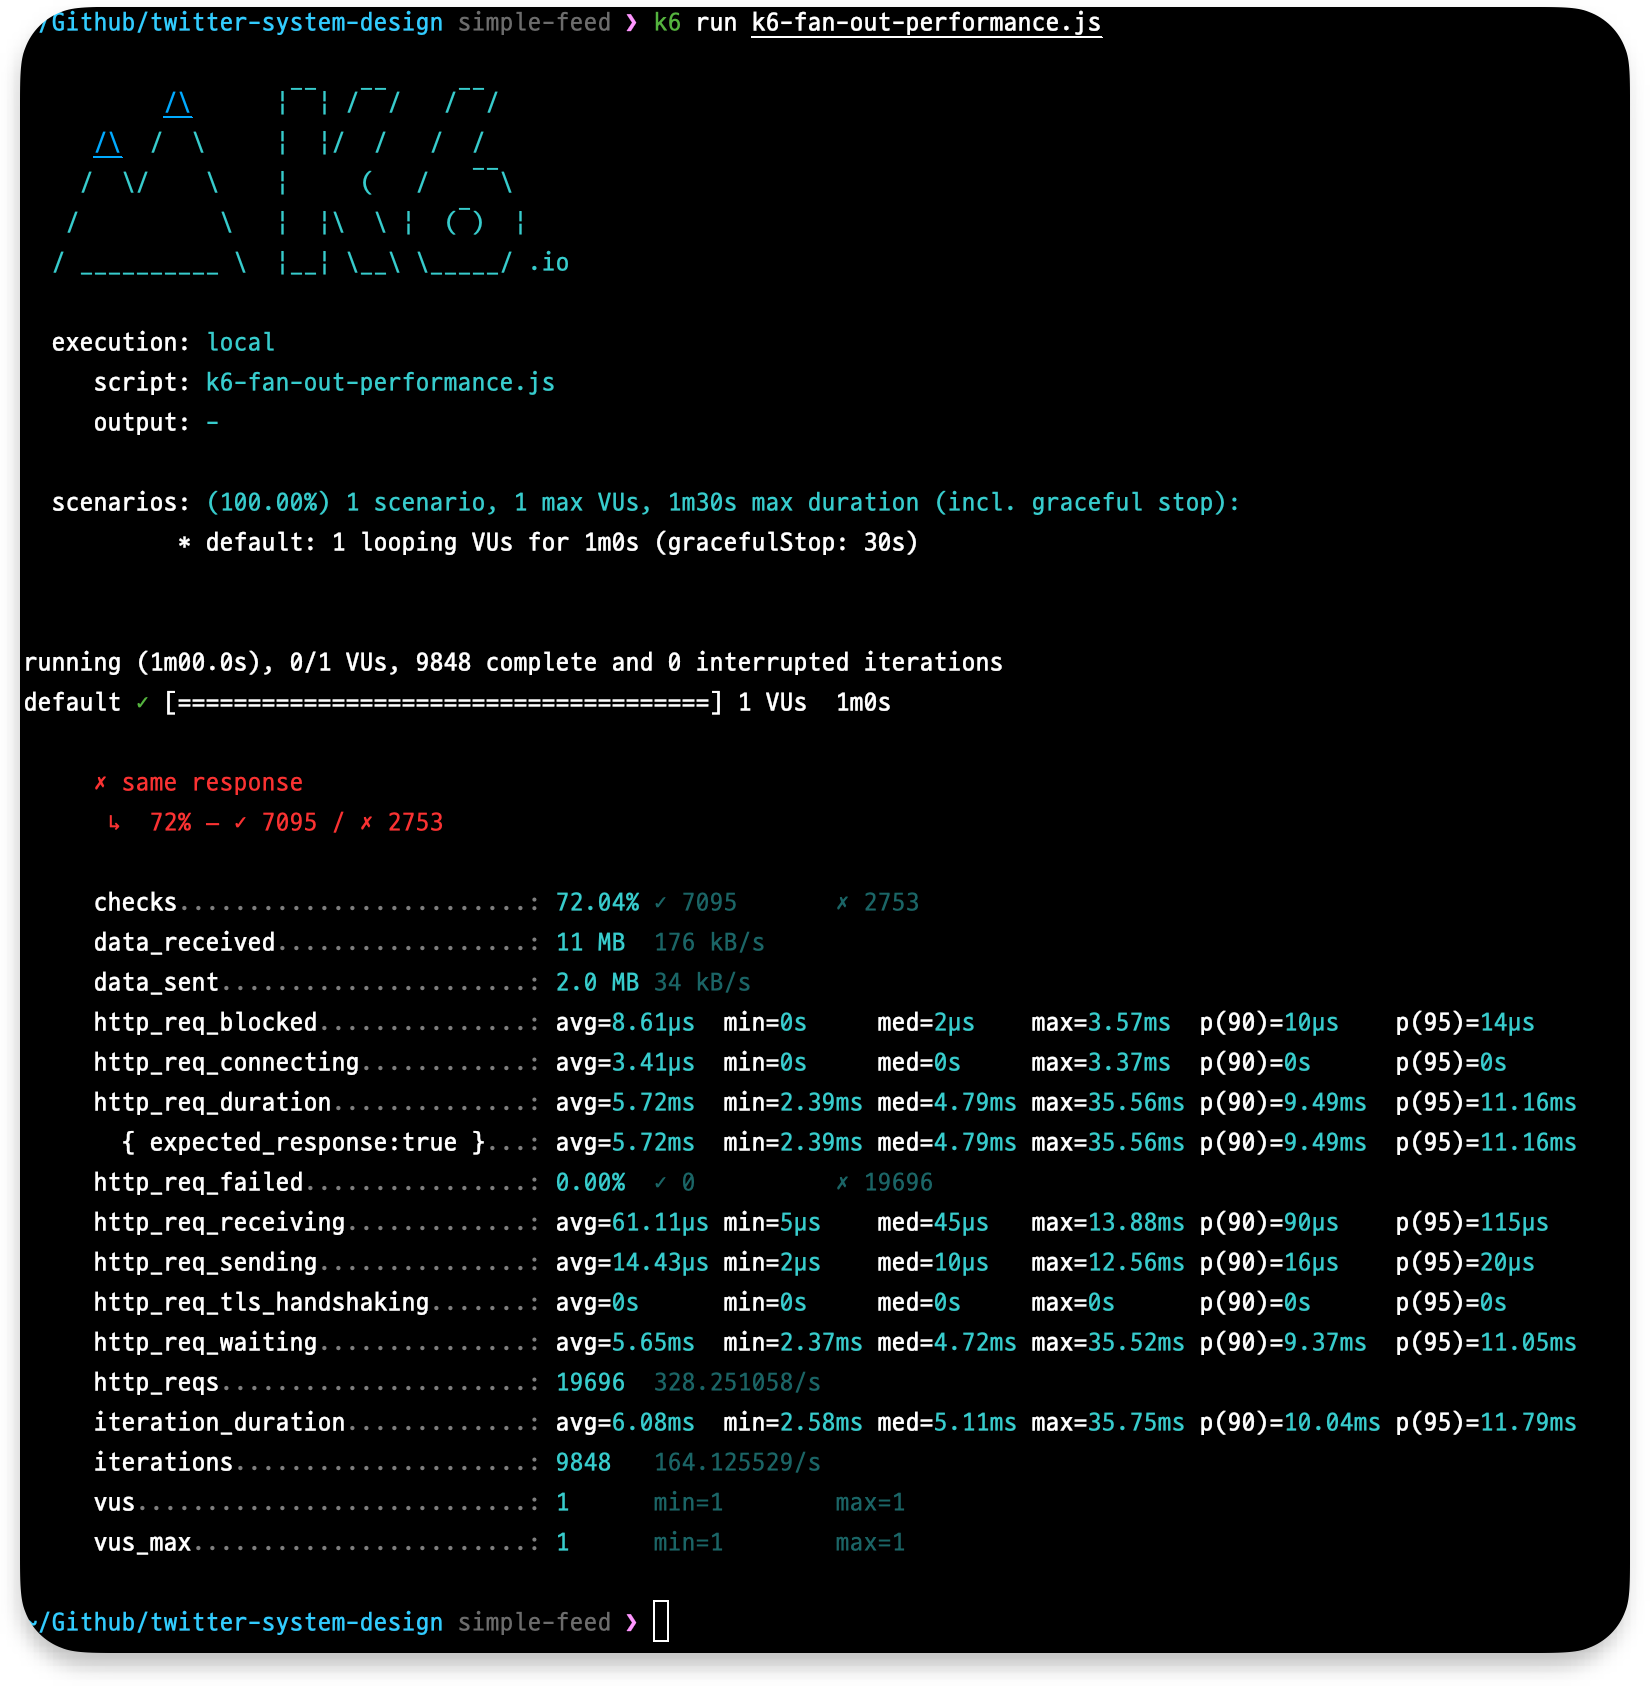 ~/Github/twitter-system-design simple-feed ❯ k6 run k6-fan-out-performance.js
          /\      |‾‾| /‾‾/   /‾‾/
     /\  /  \     |  |/  /   /  /
    /  \/    \    |     (   /   ‾‾\
   /          \   |  |\  \ |  (‾)  |
  / __________ \  |__| \__\ \_____/ .io
  execution: local
     script: k6-fan-out-performance.js
     output: -
  scenarios: (100.00%) 1 scenario, 1 max VUs, 1m30s max duration (incl. graceful stop):
           * default: 1 looping VUs for 1m0s (gracefulStop: 30s)
running (1m00.0s), 0/1 VUs, 9848 complete and 0 interrupted iterations
default ✓ [======================================] 1 VUs  1m0s
     ✗ same response
      ↳  72% — ✓ 7095 / ✗ 2753
     checks.........................: 72.04% ✓ 7095       ✗ 2753
     data_received..................: 11 MB  176 kB/s
     data_sent......................: 2.0 MB 34 kB/s
     http_req_blocked...............: avg=8.61µs  min=0s     med=2µs    max=3.57ms  p(90)=10µs    p(95)=14µs
     http_req_connecting............: avg=3.41µs  min=0s     med=0s     max=3.37ms  p(90)=0s      p(95)=0s
     http_req_duration..............: avg=5.72ms  min=2.39ms med=4.79ms max=35.56ms p(90)=9.49ms  p(95)=11.16ms
       { expected_response:true }...: avg=5.72ms  min=2.39ms med=4.79ms max=35.56ms p(90)=9.49ms  p(95)=11.16ms
     http_req_failed................: 0.00%  ✓ 0          ✗ 19696
     http_req_receiving.............: avg=61.11µs min=5µs    med=45µs   max=13.88ms p(90)=90µs    p(95)=115µs
     http_req_sending...............: avg=14.43µs min=2µs    med=10µs   max=12.56ms p(90)=16µs    p(95)=20µs
     http_req_tls_handshaking.......: avg=0s      min=0s     med=0s     max=0s      p(90)=0s      p(95)=0s
     http_req_waiting...............: avg=5.65ms  min=2.37ms med=4.72ms max=35.52ms p(90)=9.37ms  p(95)=11.05ms
     http_reqs......................: 19696  328.251058/s
     iteration_duration.............: avg=6.08ms  min=2.58ms med=5.11ms max=35.75ms p(90)=10.04ms p(95)=11.79ms
     iterations.....................: 9848   164.125529/s
     vus............................: 1      min=1        max=1
     vus_max........................: 1      min=1        max=1
~/Github/twitter-system-design simple-feed ❯